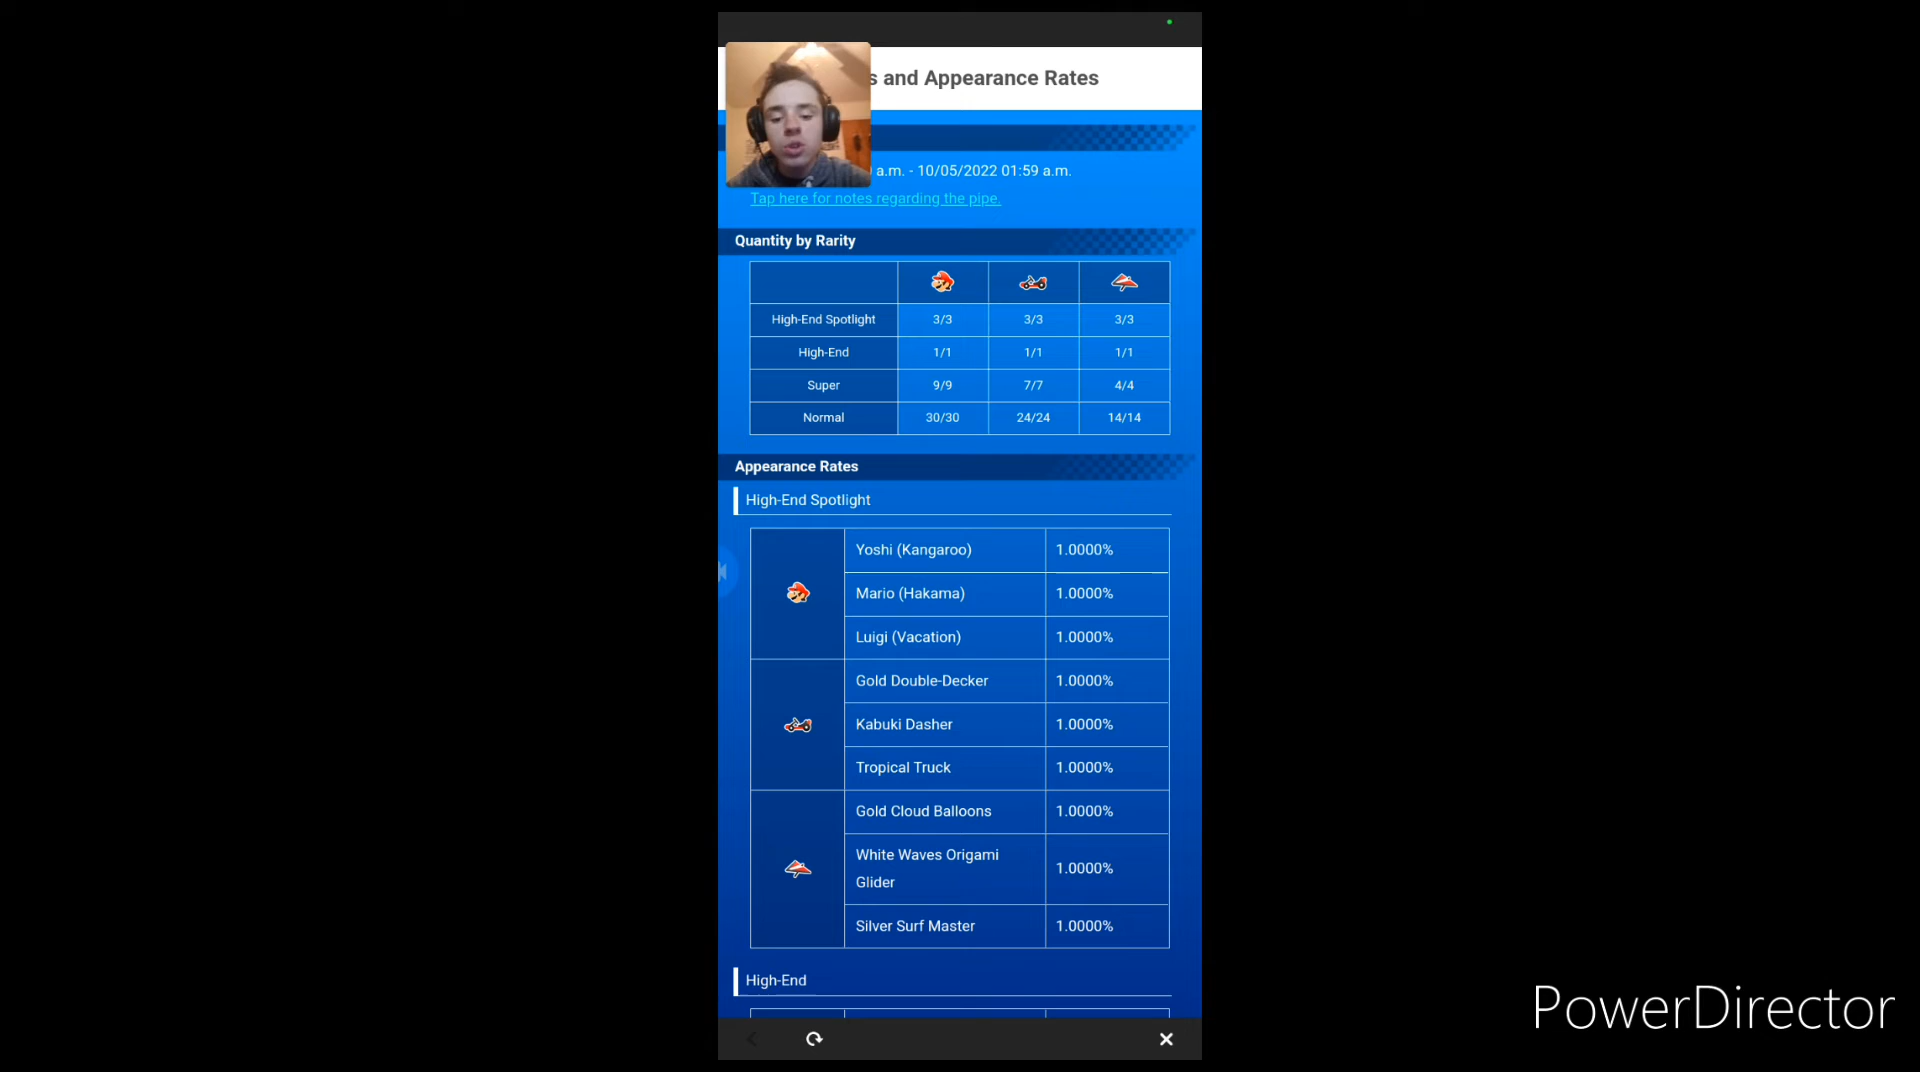 s and Appearance Rates
a.m. - 10/05/2022 01:59 a.m.
Tap here for notes regarding the pipe.
Quantity by Rarity
High-End Spotlight 3/3 3/3 3/3
High-End 1/1 1/1 1/1
Super 9/9 7/7 4/4
Normal 30/30 24/24 14/14
Appearance Rates
High-End Spotlight
Yoshi (Kangaroo) 1.0000%
Mario (Hakama) 1.0000%
Luigi (Vacation) 1.0000%
Gold Double-Decker 1.0000%
Kabuki Dasher 1.0000%
Tropical Truck 1.0000%
Gold Cloud Balloons 1.0000%
White Waves Origami
Glider 1.0000%
Silver Surf Master 1.0000%
High-End
PowerDirector